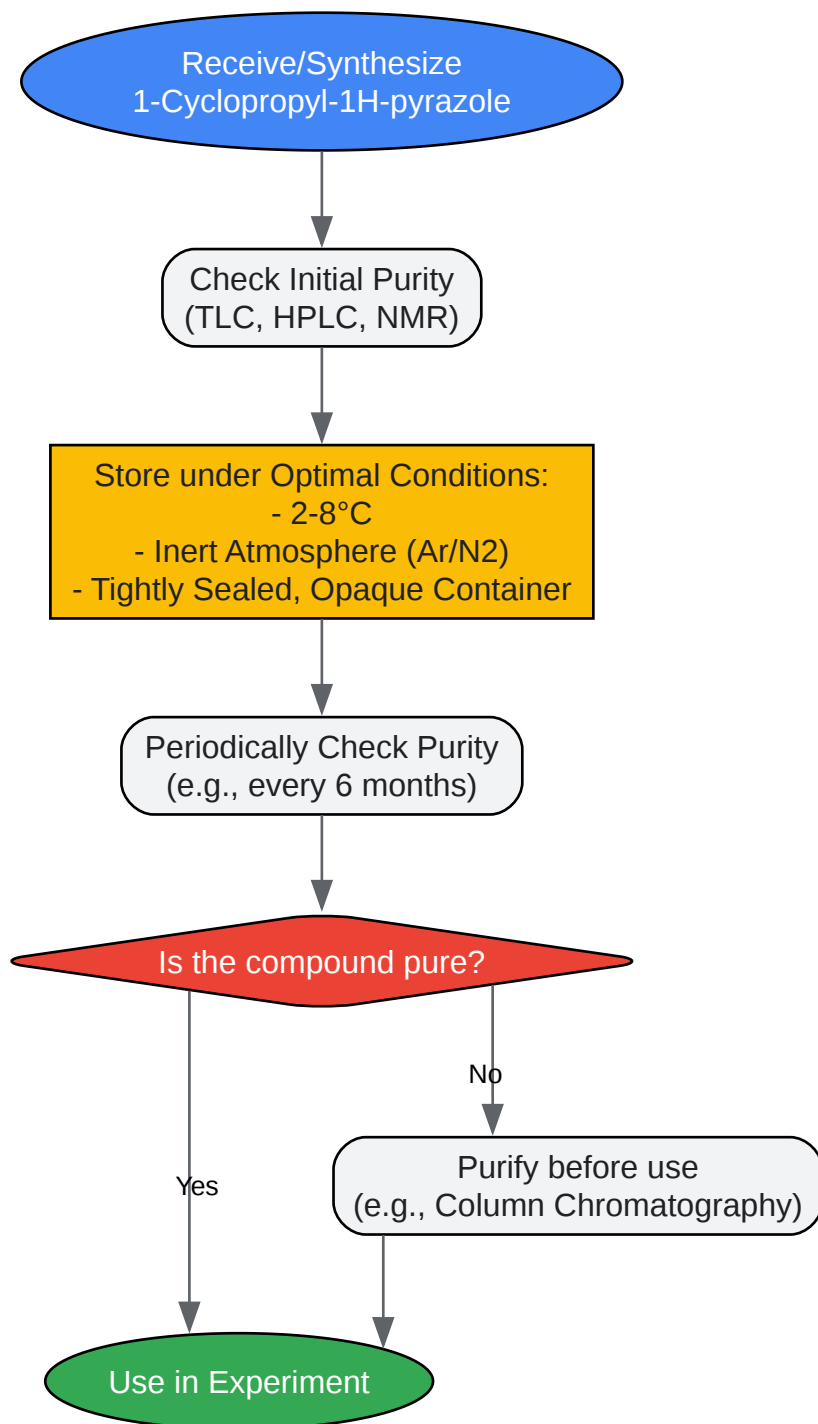 Receive/Synthesize
1-Cyclopropyl-1H-pyrazole
Check Initial Purity
(TLC, HPLC, NMR)
Store under Optimal Conditions:
- 2-8°C
- Inert Atmosphere (Ar/N2)
- Tightly Sealed, Opaque Container
Periodically Check Purity
(e.g., every 6 months)
Is the compound pure?
No
Purify before use
(e.g., Column Chromatography)
Yes
Use in Experiment